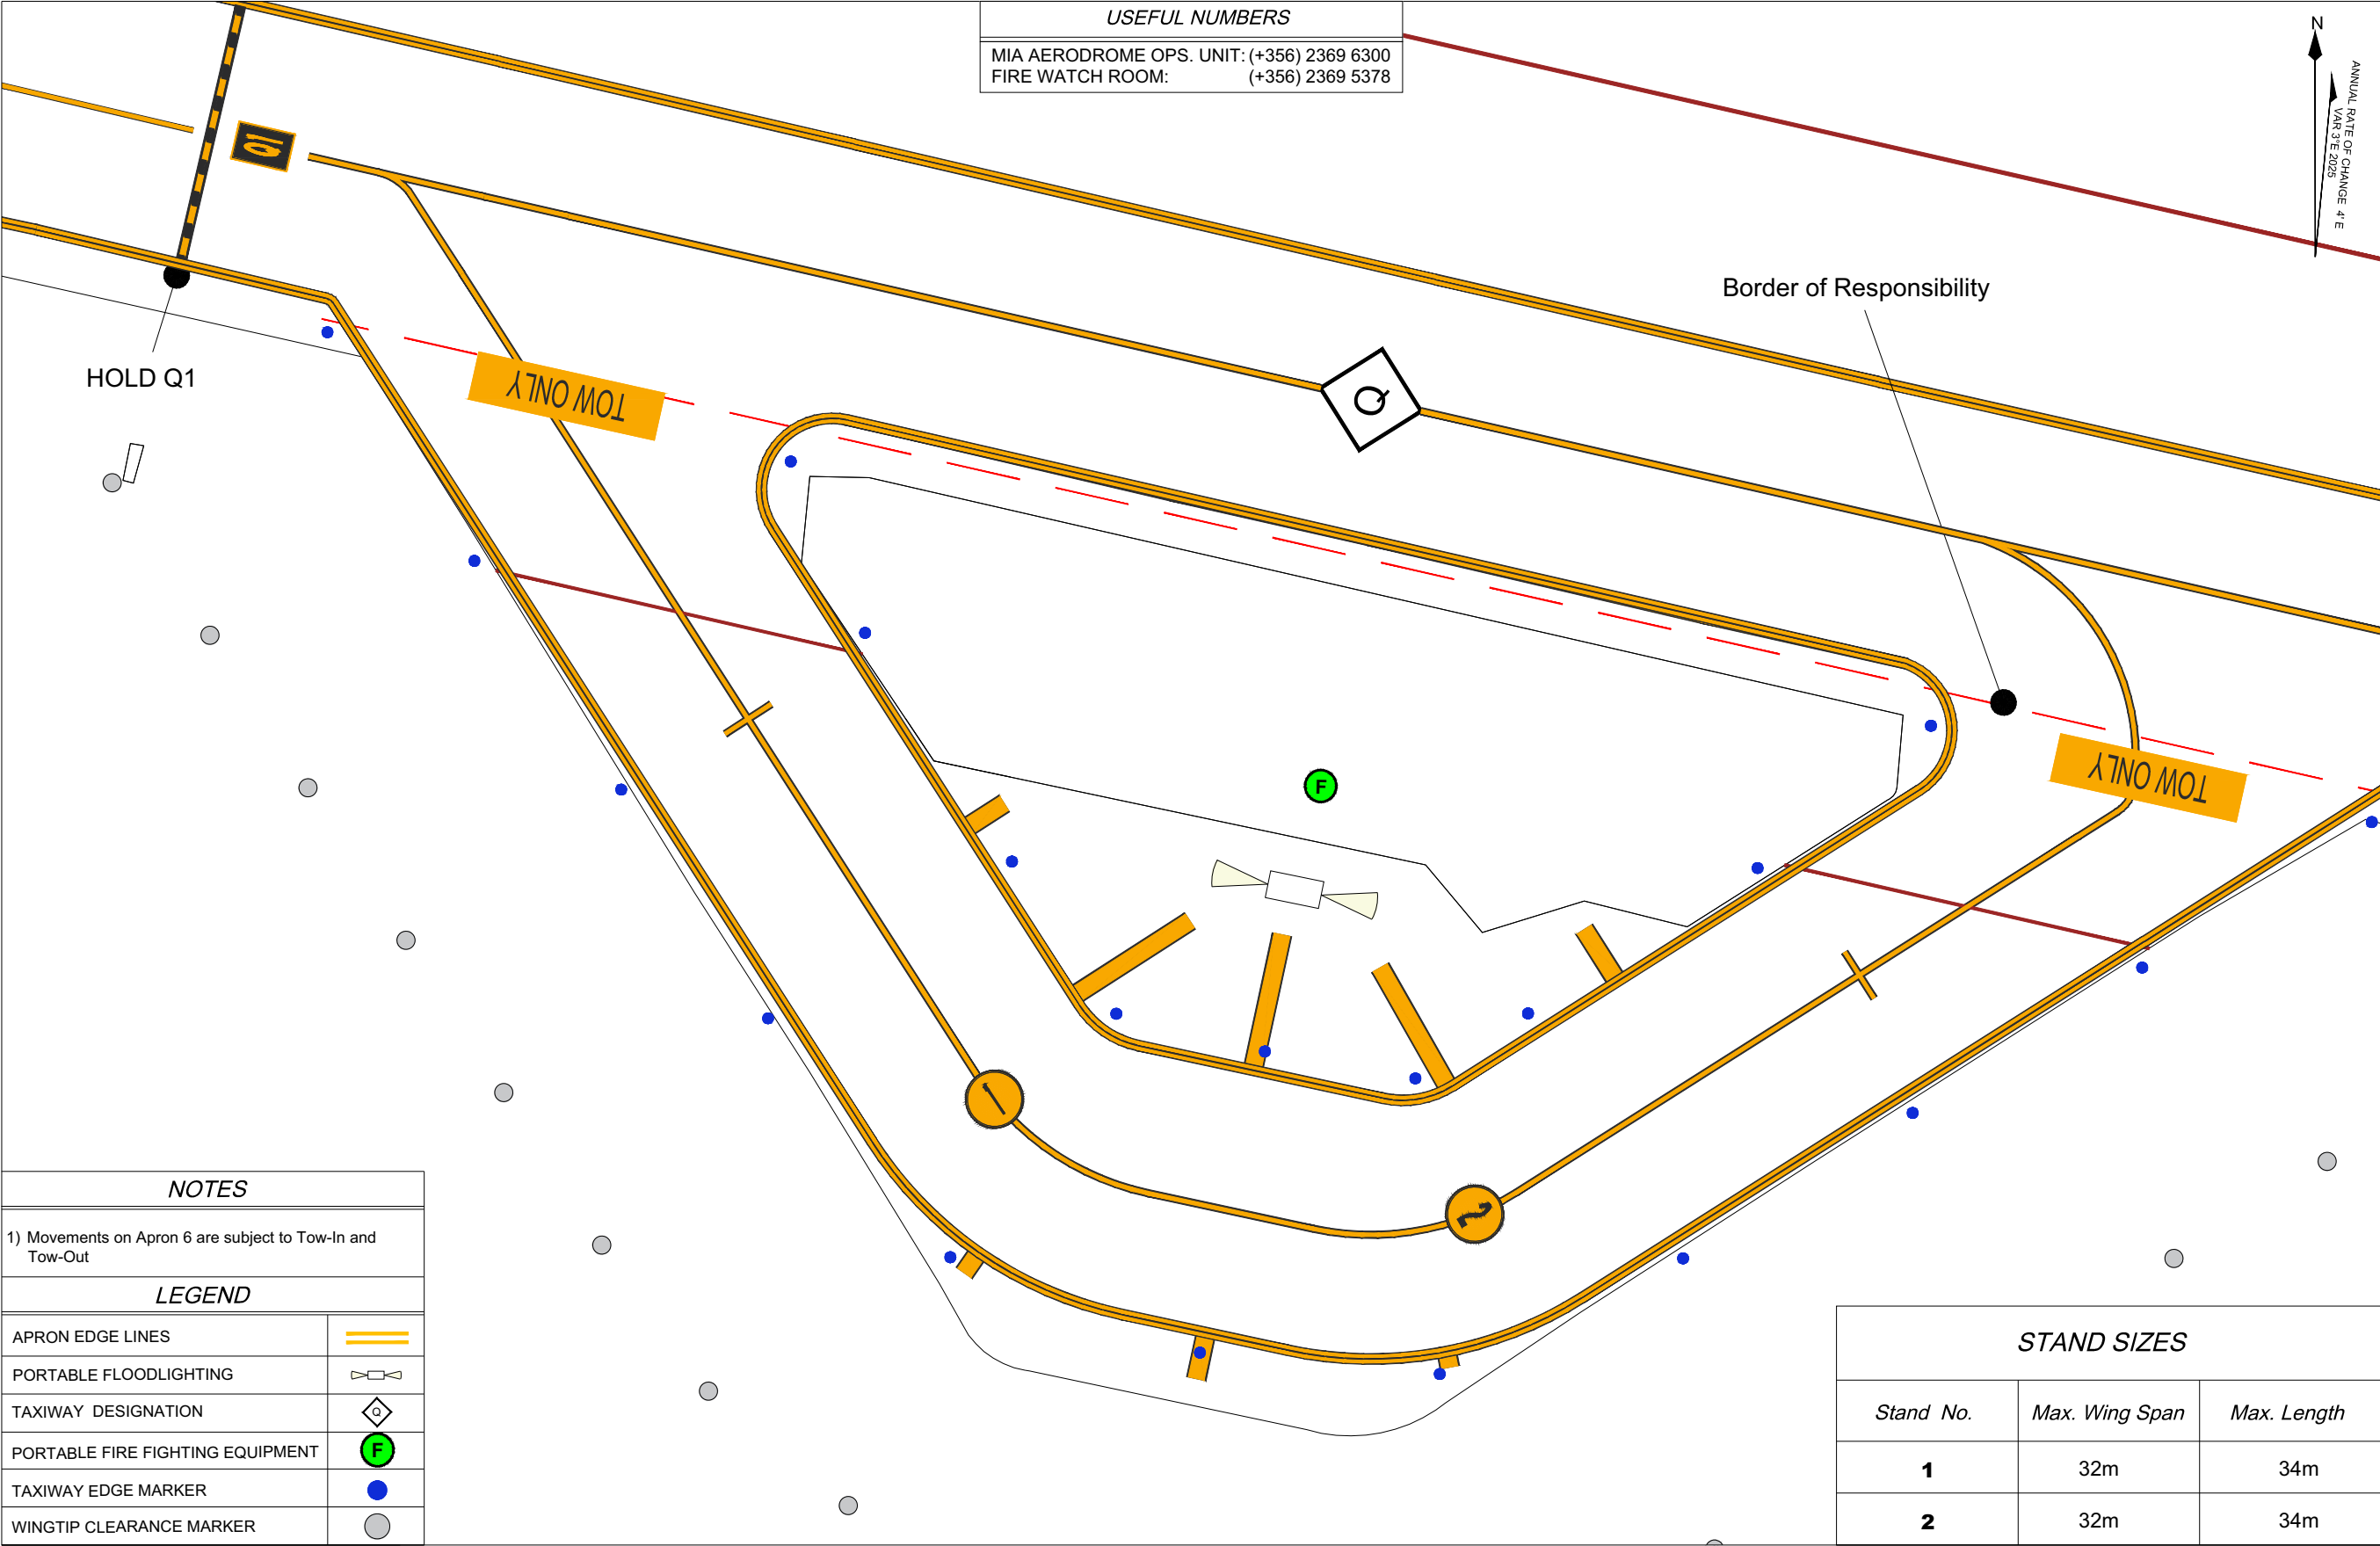 USEFUL NUMBERS
MIA AERODROME OPS. UNIT: (+356) 2369 6300
FIRE WATCH ROOM: (+356) 2369 5378
N
ANNUAL RATE OF CHANGE 4' E
VAR 3°E 2025
Q1
Border of Responsibility
HOLD Q1
TOW ONLY
Q
TOW ONLY
F
1
2
NOTES
1) Movements on Apron 6 are subject to Tow-In and
Tow-Out
LEGEND
APRON EDGE LINES
PORTABLE FLOODLIGHTING
TAXIWAY DESIGNATION Q
PORTABLE FIRE FIGHTING EQUIPMENT F
TAXIWAY EDGE MARKER
WINGTIP CLEARANCE MARKER
STAND SIZES
Stand No. Max. Wing Span Max. Length
1 32m 34m
2 32m 34m